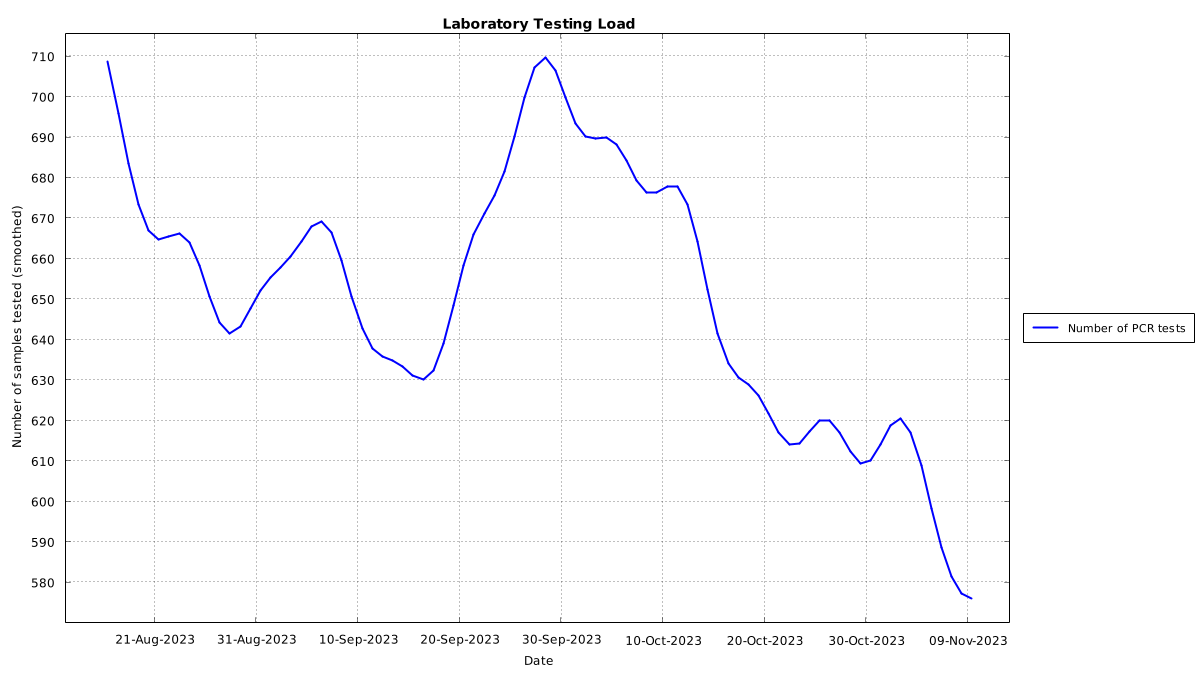 Laboratory Testing Load
Number of samples tested (smoothed)
710
700
690
680
670
660
650
640
630
620
610
600
590
580
21-Aug-2023
31-Aug-2023
10-Sep-2023
20-Sep-2023
30-Sep-2023
10-Oct-2023
20-Oct-2023
30-Oct-2023
09-Nov-2023
Date
Number of PCR tests